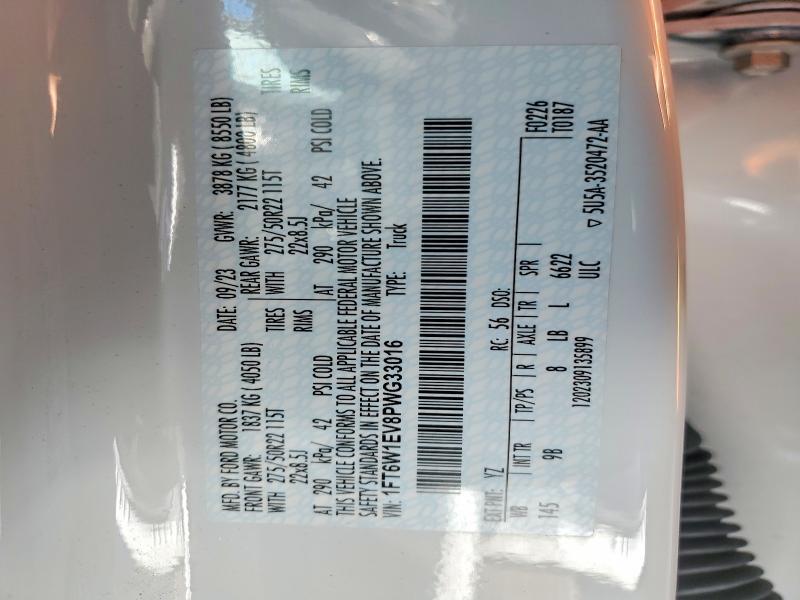 MFD. BY FORD MOTOR CO.
DATE: 09/23 GVWR: 3878 KG ( 8550 LB)
FRONT GAWR: 1837 KG ( 4050 LB) REAR GAWR: 2177 KG ( 4800 LB)
WITH 275/50R22 115T TIRES WITH 275/50R22 115T TIRES
22x8.5J RIMS 22x8.5J RIMS
AT 290 kPa/ 42 PSI COLD AT 290 kPa/ 42 PSI COLD
THIS VEHICLE CONFORMS TO ALL APPLICABLE FEDERAL MOTOR VEHICLE
SAFETY STANDARDS IN EFFECT ON THE DATE OF MANUFACTURE SHOWN ABOVE.
VIN: 1FT6W1EV8PWG33016 TYPE: Truck
EXT PNT: YZ RC: 56 DSO: F0226
WB INT TR TP/PS R AXLE TR SPR T0187
145 9B 8 LB L 6622
1202309135899 ULC
▽ 5U5A-3520472-AA